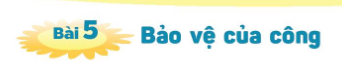 Bài 5 Bảo vệ của công